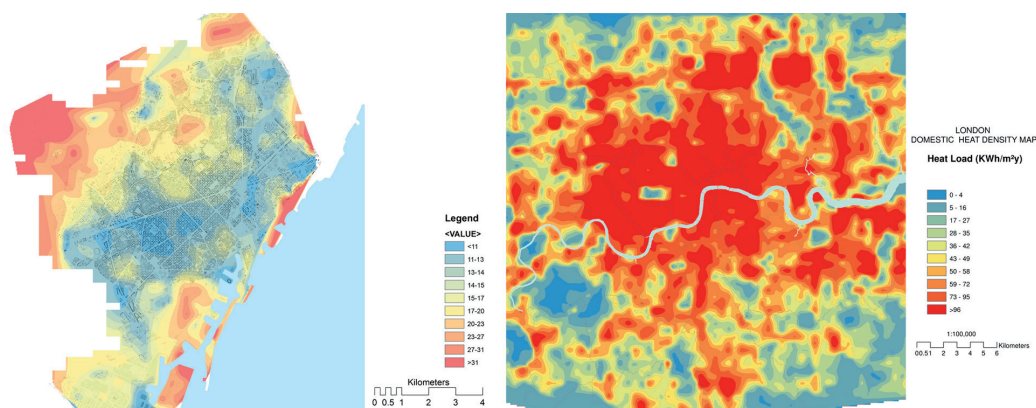 Legend
<VALUE>
<11
11-13
13-14
14-15
15-17
17-20
20-23
23-27
27-31
>31
Kilometers
0 0.5 1 2 3 4
LONDON
DOMESTIC HEAT DENSITY MAP
Heat Load (KWh/m²y)
0 - 4
5 - 16
17 - 27
28 - 35
36 - 42
43 - 49
50 - 58
59 - 72
73 - 95
>96
1:100,000
Kilometers
00.51 2 3 4 5 6